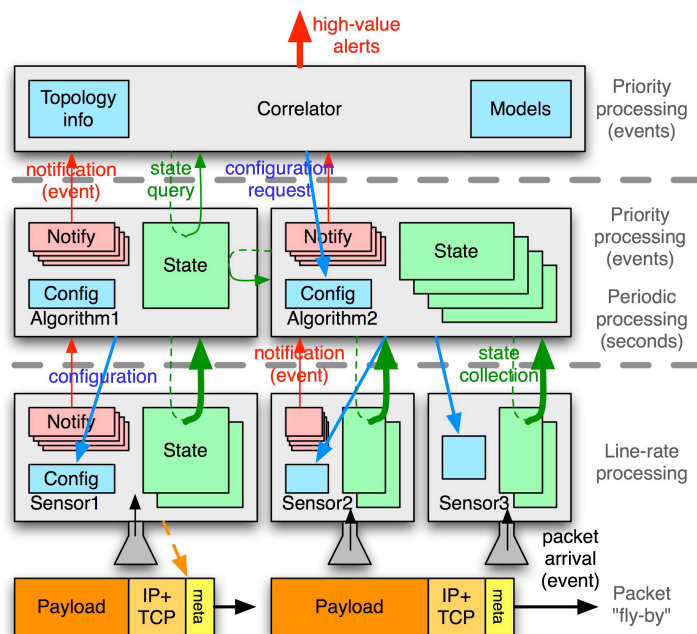 high-value
alerts
Topology
info
Correlator
Models
Priority
processing
(events)
notification
(event)
state
query
configuration
request
Notify
State
Config
Algorithm1
Notify
State
Config
Algorithm2
Priority
processing
(events)
Periodic
processing
(seconds)
configuration
notification
(event)
state
collection
Notify
State
Config
Sensor1
Sensor2
Sensor3
Line-rate
processing
packet
arrival
(event)
Payload
IP+
TCP
meta
Payload
IP+
TCP
meta
Packet
"fly-by"